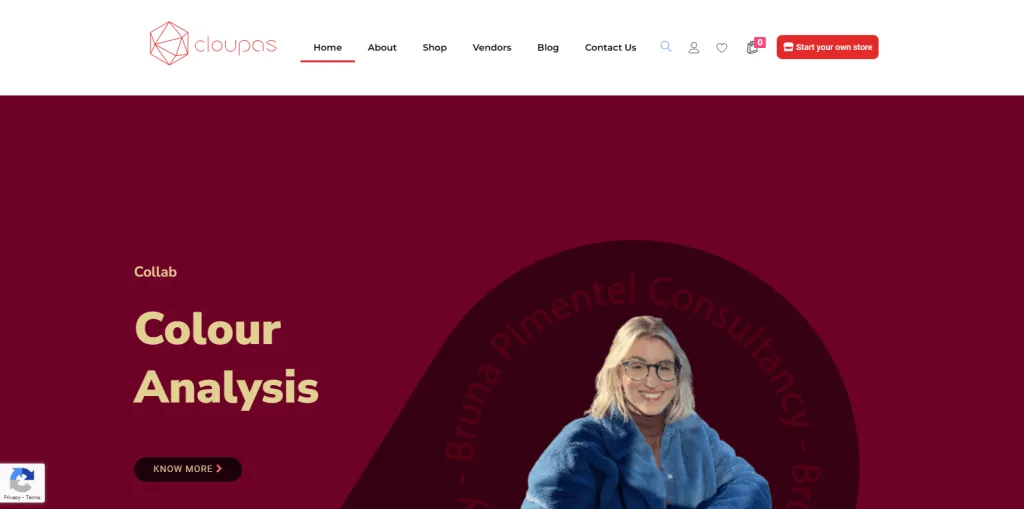 cloupas
Home
About
Shop
Vendors
Blog
Contact Us
0
Start your own store
Collab
Colour
Analysis
KNOW MORE
Bruna Pimentel Consultancy - Br
Privacy - Terms